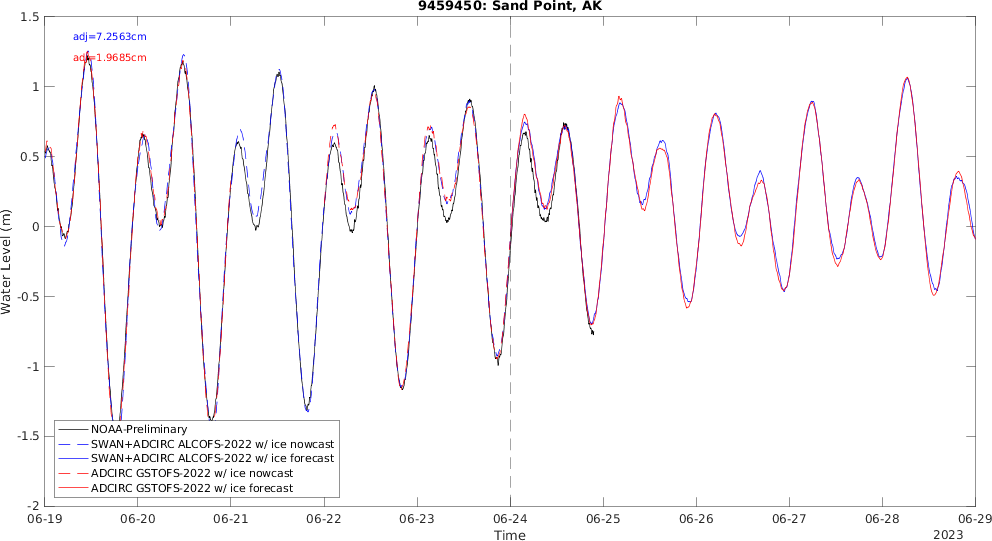 9459450: Sand Point, AK
adj=7.2563cm
adj=1.9685cm
Water Level (m)
1.5
1
0.5
0
-0.5
-1
-1.5
-2
NOAA-Preliminary
SWAN+ADCIRC ALCOFS-2022 w/ ice nowcast
SWAN+ADCIRC ALCOFS-2022 w/ ice forecast
ADCIRC GSTOFS-2022 w/ ice nowcast
ADCIRC GSTOFS-2022 w/ ice forecast
06-19 06-20 06-21 06-22 06-23 06-24 06-25 06-26 06-27 06-28 06-29
Time
2023